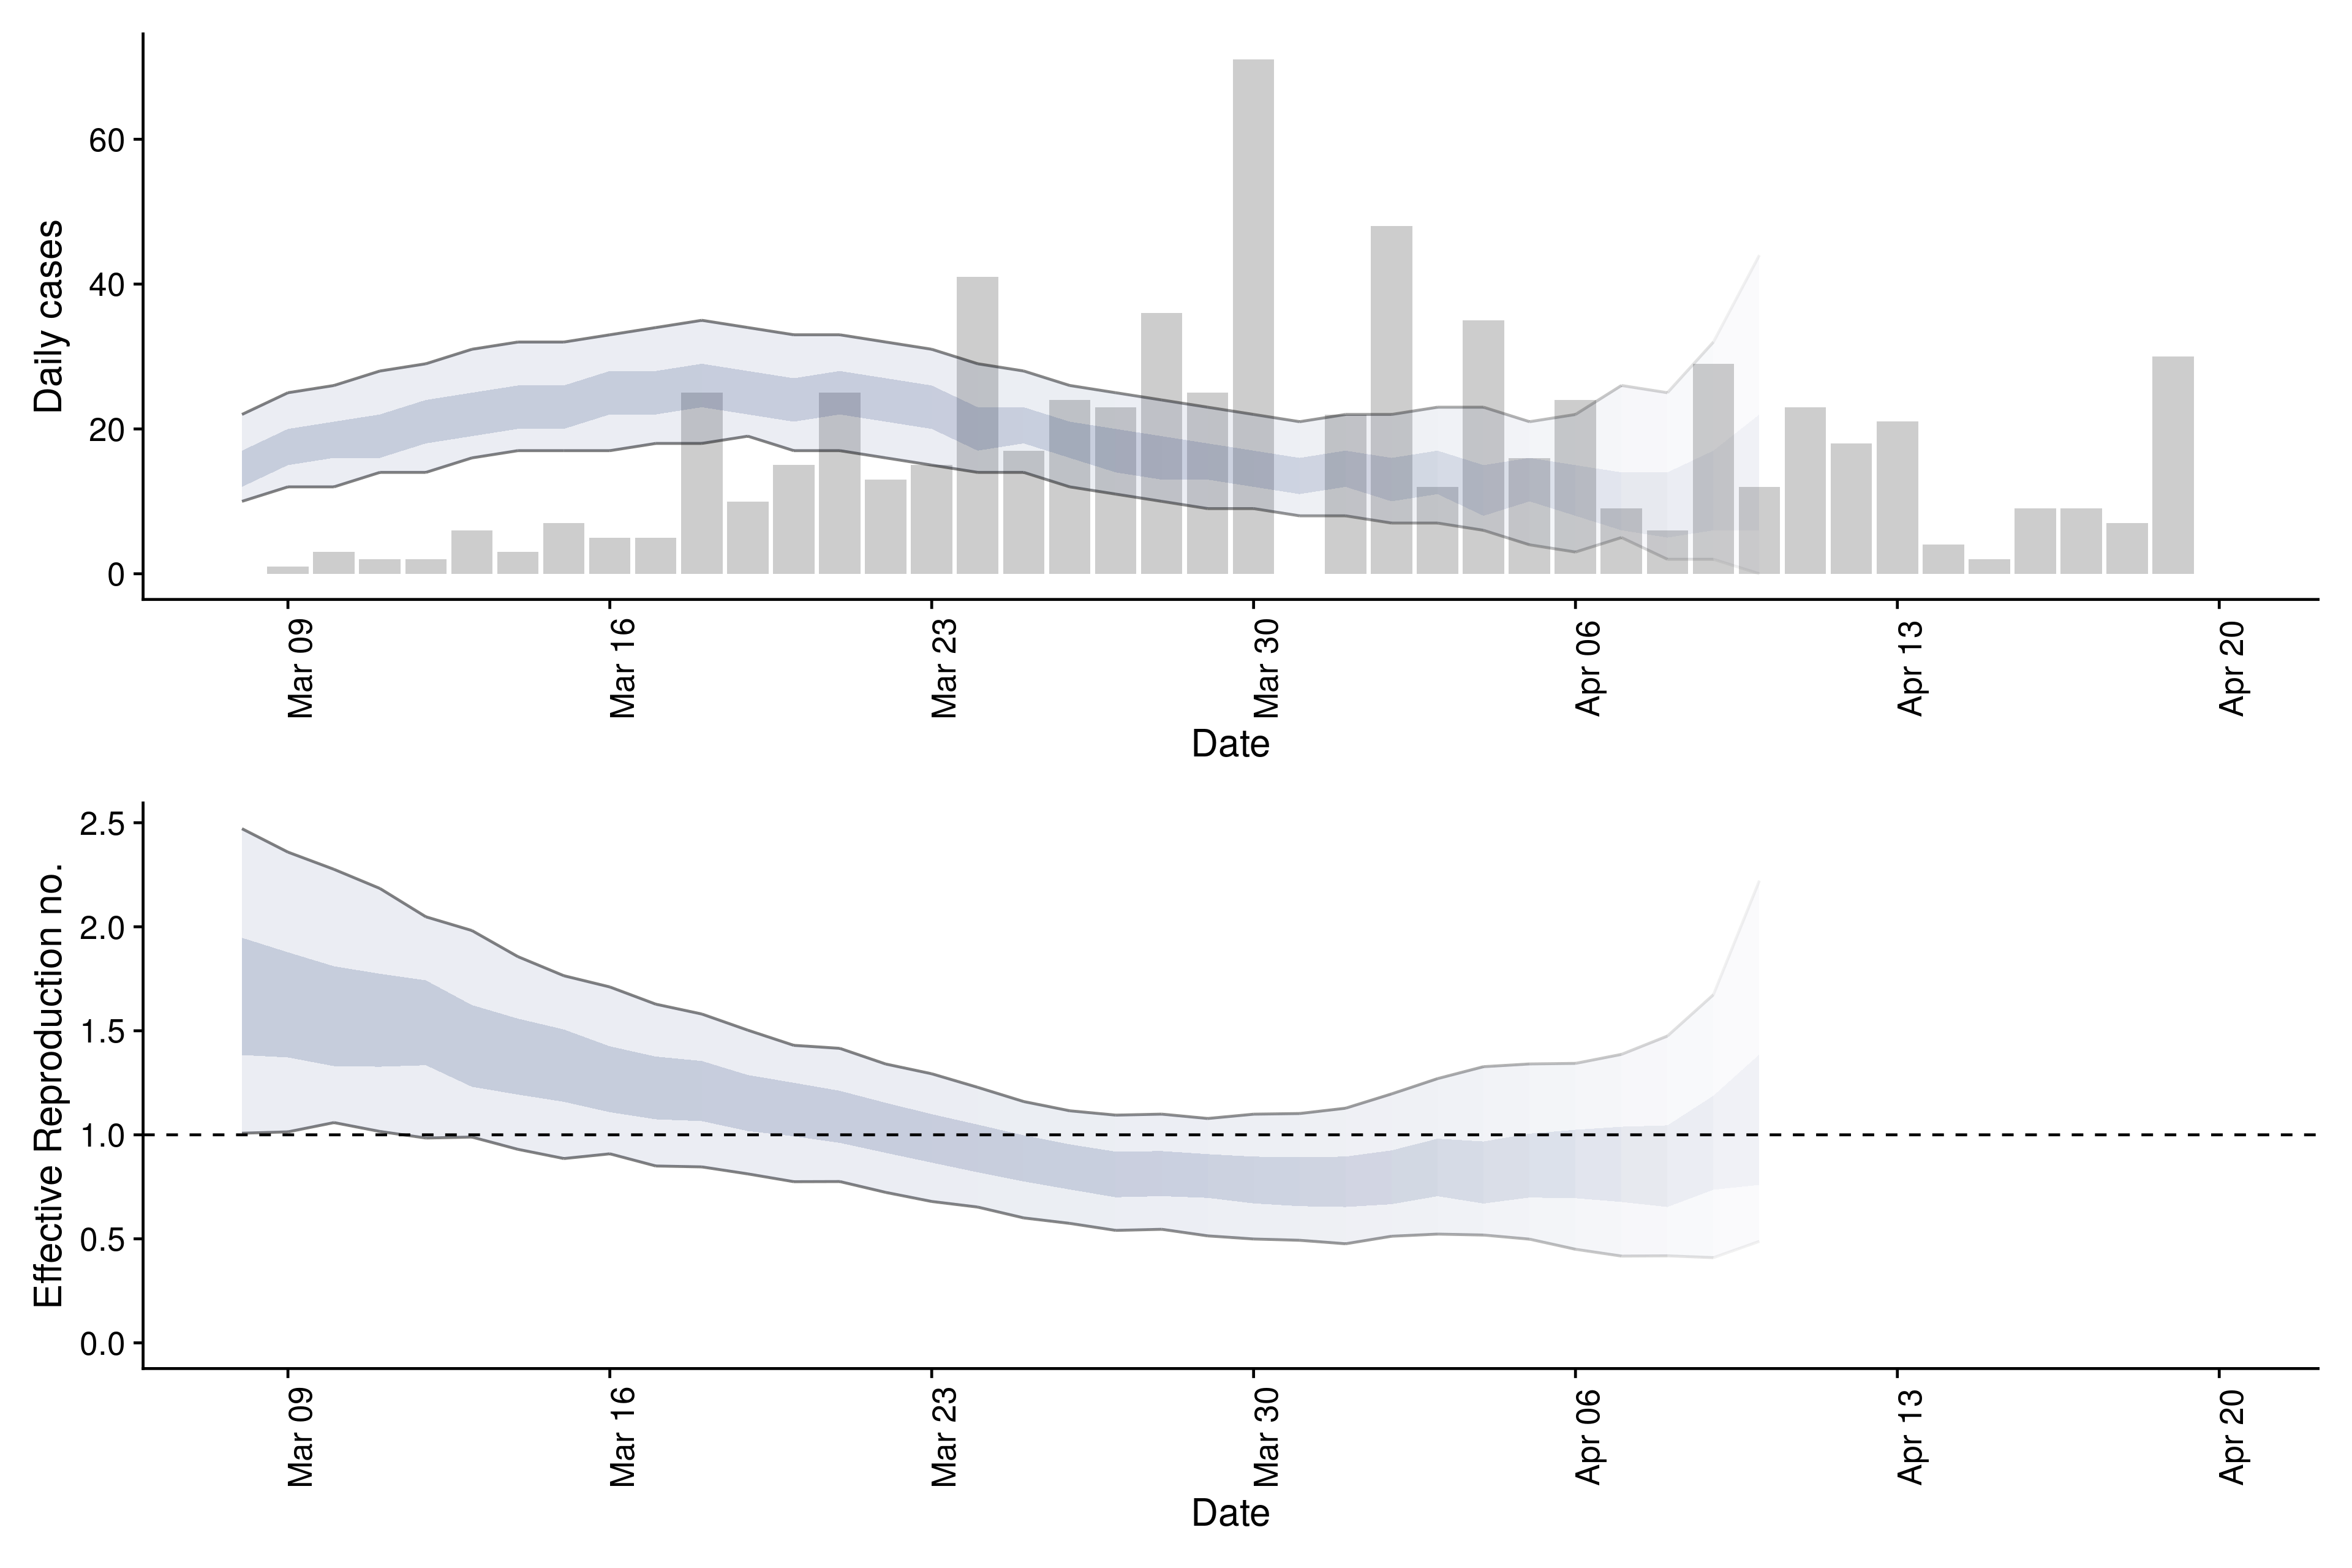 Daily cases
60
40
20
0
Mar 09
Mar 16
Mar 23
Mar 30
Apr 06
Apr 13
Apr 20
Date
Effective Reproduction no.
2.5
2.0
1.5
1.0
0.5
0.0
Mar 09
Mar 16
Mar 23
Mar 30
Apr 06
Apr 13
Apr 20
Date